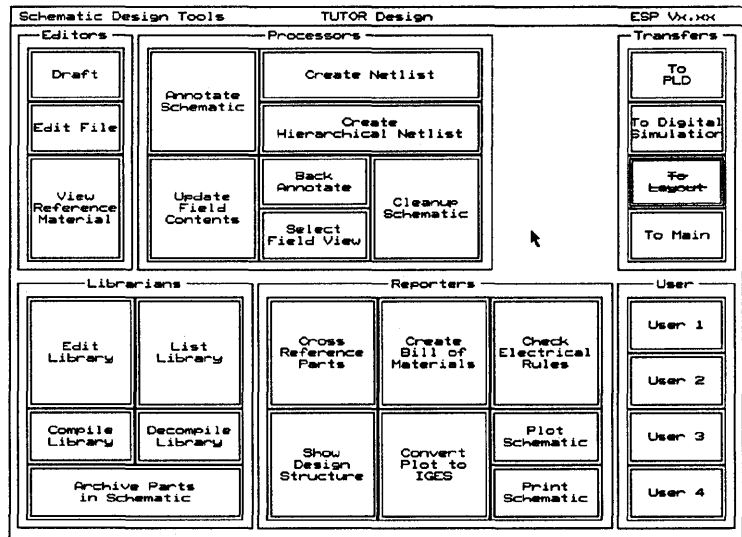 Schematic Design Tools TUTOR Design ESP Vx.xx
Editors
Draft
Edit File
View
Reference
Material
Processors
Annotate
Schematic
Create Netlist
Create
Hierarchical Netlist
Update
Field
Contents
Back
Annotate
Select
Field View
Cleanup
Schematic
Transfers
To
PLD
To Digital
Simulation
To
Layout
To Main
Librarians
Edit
Library
List
Library
Compile
Library
Decompile
Library
Archive Parts
in Schematic
Reporters
Cross
Reference
Parts
Create
Bill of
Materials
Check
Electrical
Rules
Show
Design
Structure
Convert
Plot to
IGES
Plot
Schematic
Print
Schematic
User
User 1
User 2
User 3
User 4